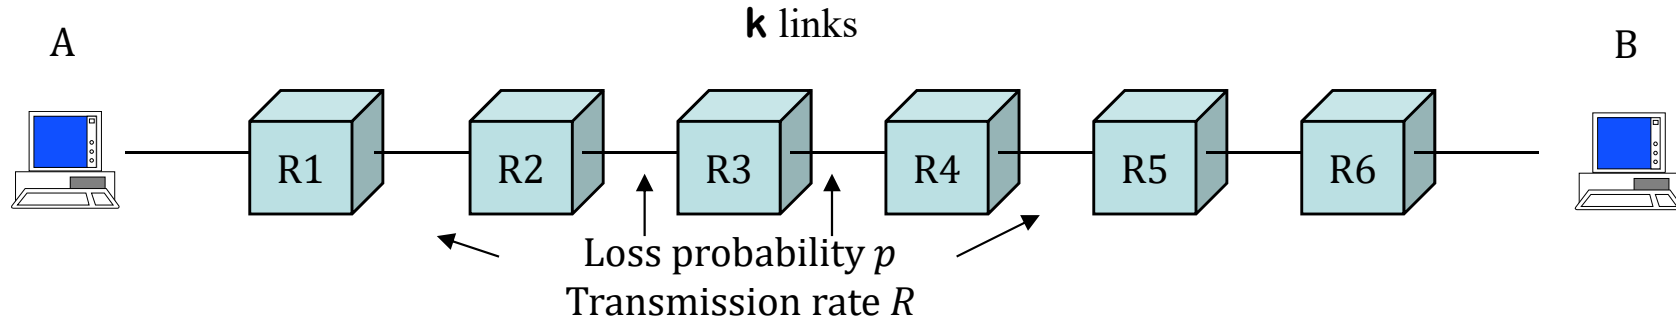 k links
A
B
R1
R2
R3
R4
R5
R6
Loss probability p
Transmission rate R